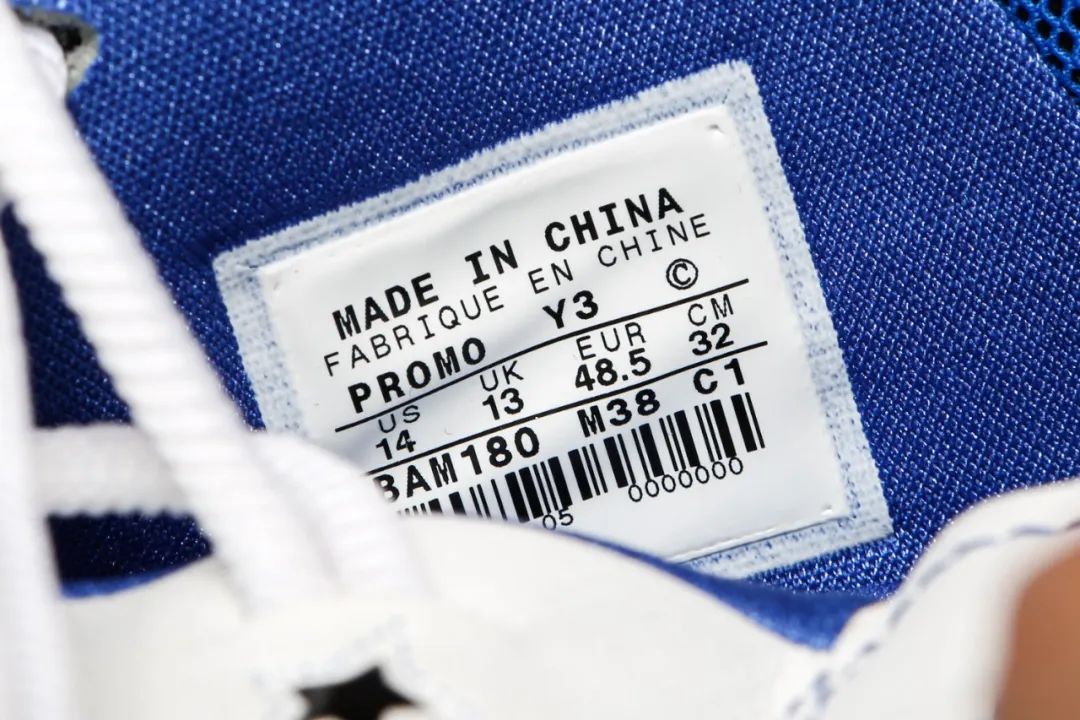 MADE IN CHINA
FABRIQUE EN CHINE
PROMO Y3 ©
US UK EUR CM
14 13 48.5 32
BAM180 M38 C1
05 0000000